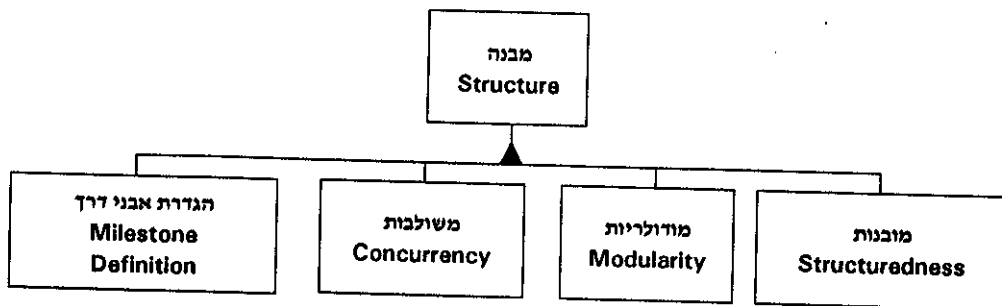 מבנה
Structure
הגדרת אבני דרך
Milestone
Definition
משולבות
Concurrency
מודולריות
Modularity
מובנות
Structuredness